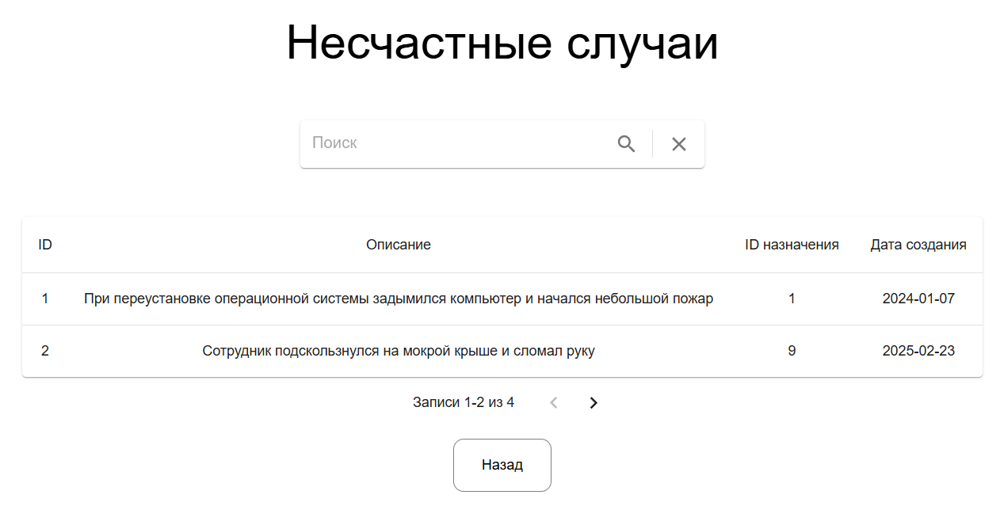 Несчастные случаи
Поиск
ID Описание ID назначения Дата создания
1 При переустановке операционной системы задымился компьютер и начался небольшой пожар 1 2024-01-07
2 Сотрудник подскользнулся на мокрой крыше и сломал руку 9 2025-02-23
Записи 1-2 из 4
Назад